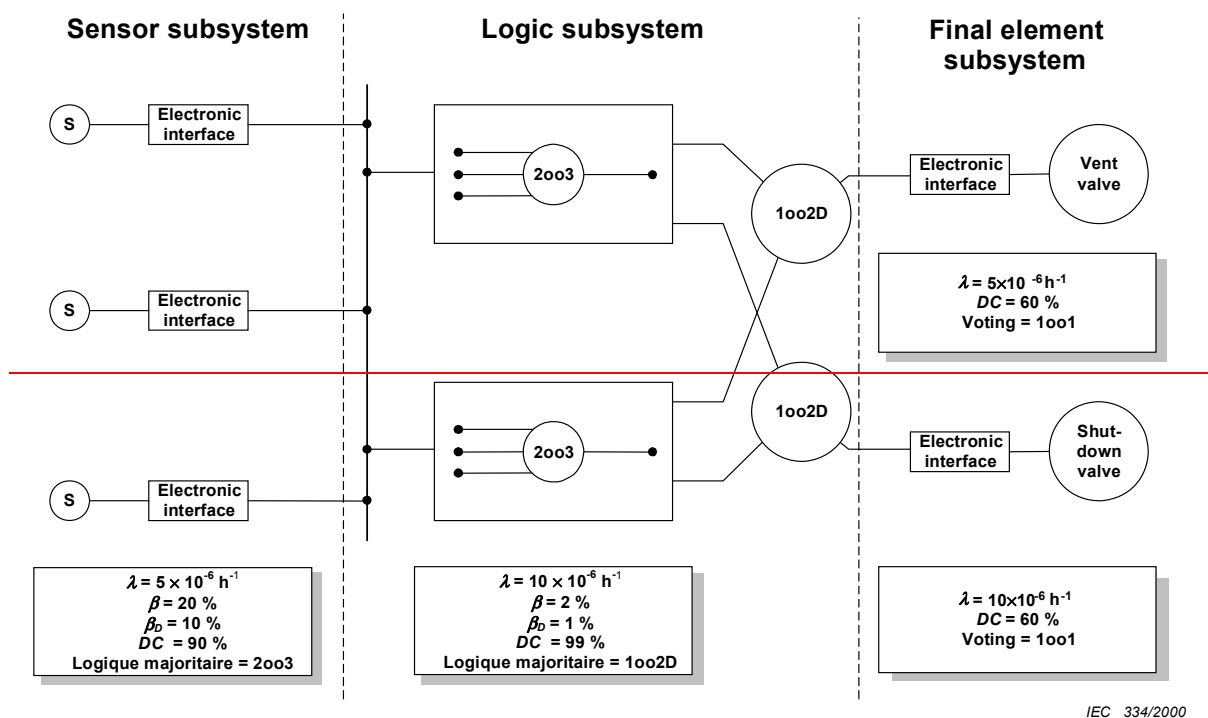 Sensor subsystem
Logic subsystem
Final element
subsystem
S
Electronic
interface
2oo3
1oo2D
Electronic
interface
Vent
valve
S
Electronic
interface
λ = 5×10 -6 h-1
DC = 60 %
Voting = 1oo1
2oo3
1oo2D
Electronic
interface
Shut-
down
valve
S
Electronic
interface
λ = 5 × 10-6 h-1
β = 20 %
βD = 10 %
DC = 90 %
Logique majoritaire = 2oo3
λ = 10 × 10-6 h-1
β = 2 %
βD = 1 %
DC = 99 %
Logique majoritaire = 1oo2D
λ = 10×10-6 h-1
DC = 60 %
Voting = 1oo1
IEC 334/2000